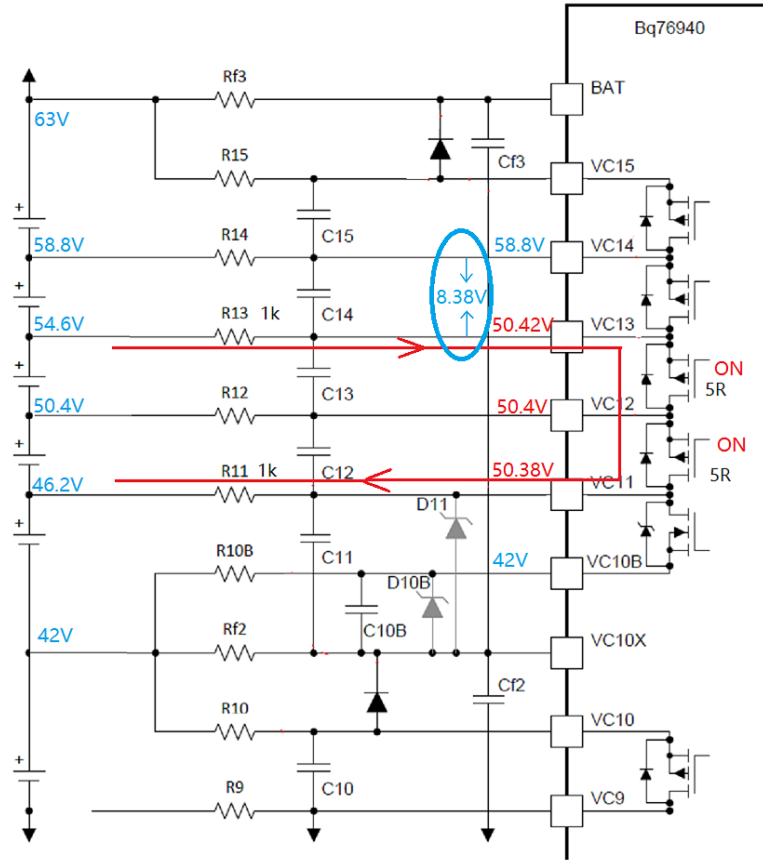 Bq76940
Rf3
BAT
63V
Cf3
R15
VC15
+
C15
58.8V
R14
58.8V
VC14
+
8.38V
C14
54.6V
R13
1k
50.42V
VC13
+
C13
ON
5R
50.4V
R12
50.4V
VC12
+
C12
ON
5R
46.2V
R11
1k
50.38V
VC11
D11
+
C11
R10B
42V
VC10B
D10B
C10B
42V
Rf2
VC10X
Cf2
R10
VC10
+
C10
R9
VC9